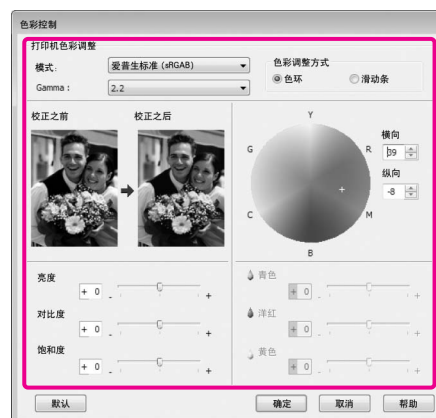 色彩控制
打印机色彩调整
模式:
爱普生标准 (sRGAB)
Gamma :
2.2
色彩调整方式
色环
滑动条
校正之前
校正之后
Y
G
R
C
M
B
横向
39
纵向
-8
亮度
+ 0
- +
对比度
+ 0
- +
饱和度
+ 0
- +
青色
+ 0
- +
洋红
+ 0
- +
黄色
+ 0
- +
默认
确定
取消
帮助